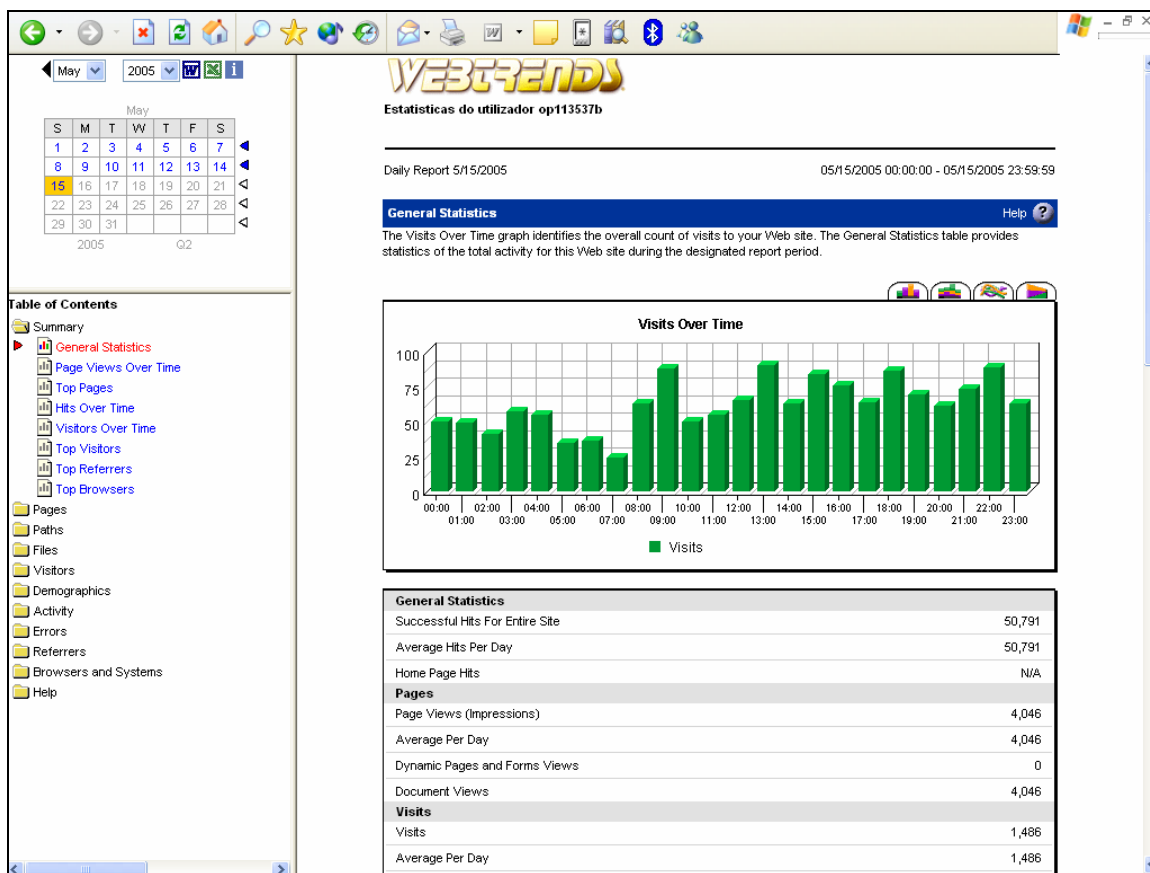 May 2005
May
S M T W T F S
1 2 3 4 5 6 7
8 9 10 11 12 13 14
15 16 17 18 19 20 21
22 23 24 25 26 27 28
29 30 31
2005 Q2
Table of Contents
Summary
General Statistics
Page Views Over Time
Top Pages
Hits Over Time
Visitors Over Time
Top Visitors
Top Referrers
Top Browsers
Pages
Paths
Files
Visitors
Demographics
Activity
Errors
Referrers
Browsers and Systems
Help
WEBTRENDS
Estatisticas do utilizador op113537b
Daily Report 5/15/2005 05/15/2005 00:00:00 - 05/15/2005 23:59:59
General Statistics Help ?
The Visits Over Time graph identifies the overall count of visits to your Web site. The General Statistics table provides
statistics of the total activity for this Web site during the designated report period.
Visits Over Time
100
75
50
25
0
00:00 02:00 04:00 06:00 08:00 10:00 12:00 14:00 16:00 18:00 20:00 22:00
01:00 03:00 05:00 07:00 09:00 11:00 13:00 15:00 17:00 19:00 21:00 23:00
Visits
General Statistics
Successful Hits For Entire Site 50,791
Average Hits Per Day 50,791
Home Page Hits N/A
Pages
Page Views (Impressions) 4,046
Average Per Day 4,046
Dynamic Pages and Forms Views 0
Document Views 4,046
Visits
Visits 1,486
Average Per Day 1,486